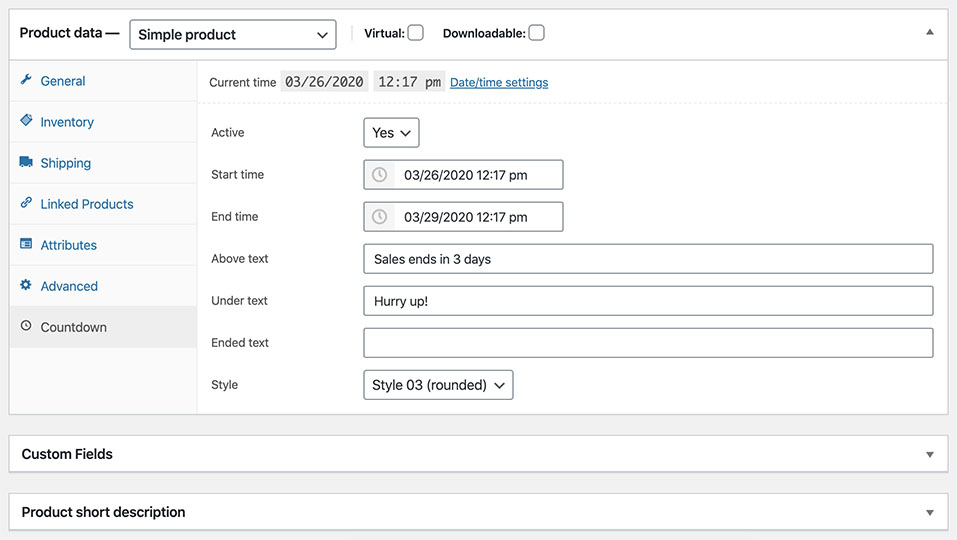 Product data — Simple product Virtual: Downloadable:
General
Inventory
Shipping
Linked Products
Attributes
Advanced
Countdown
Current time 03/26/2020 12:17 pm Date/time settings
Active Yes
Start time 03/26/2020 12:17 pm
End time 03/29/2020 12:17 pm
Above text Sales ends in 3 days
Under text Hurry up!
Ended text
Style Style 03 (rounded)
Custom Fields
Product short description